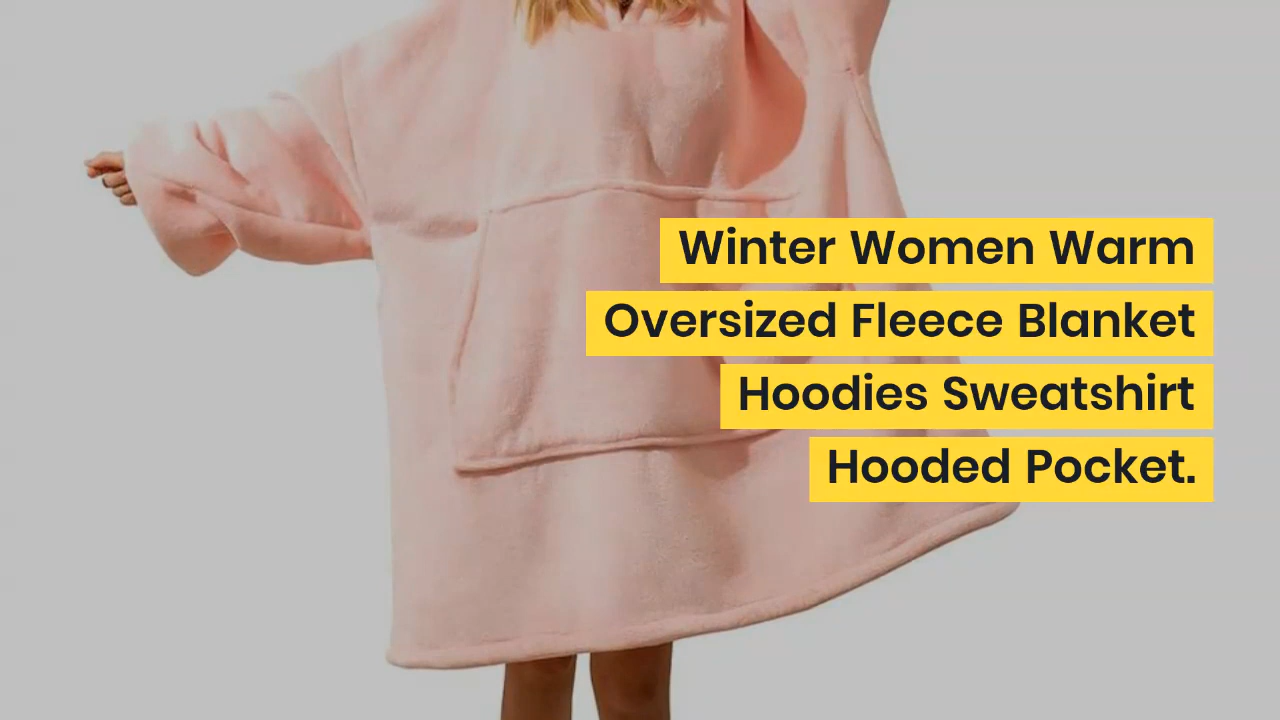 Winter Women Warm
Oversized Fleece Blanket
Hoodies Sweatshirt
Hooded Pocket.